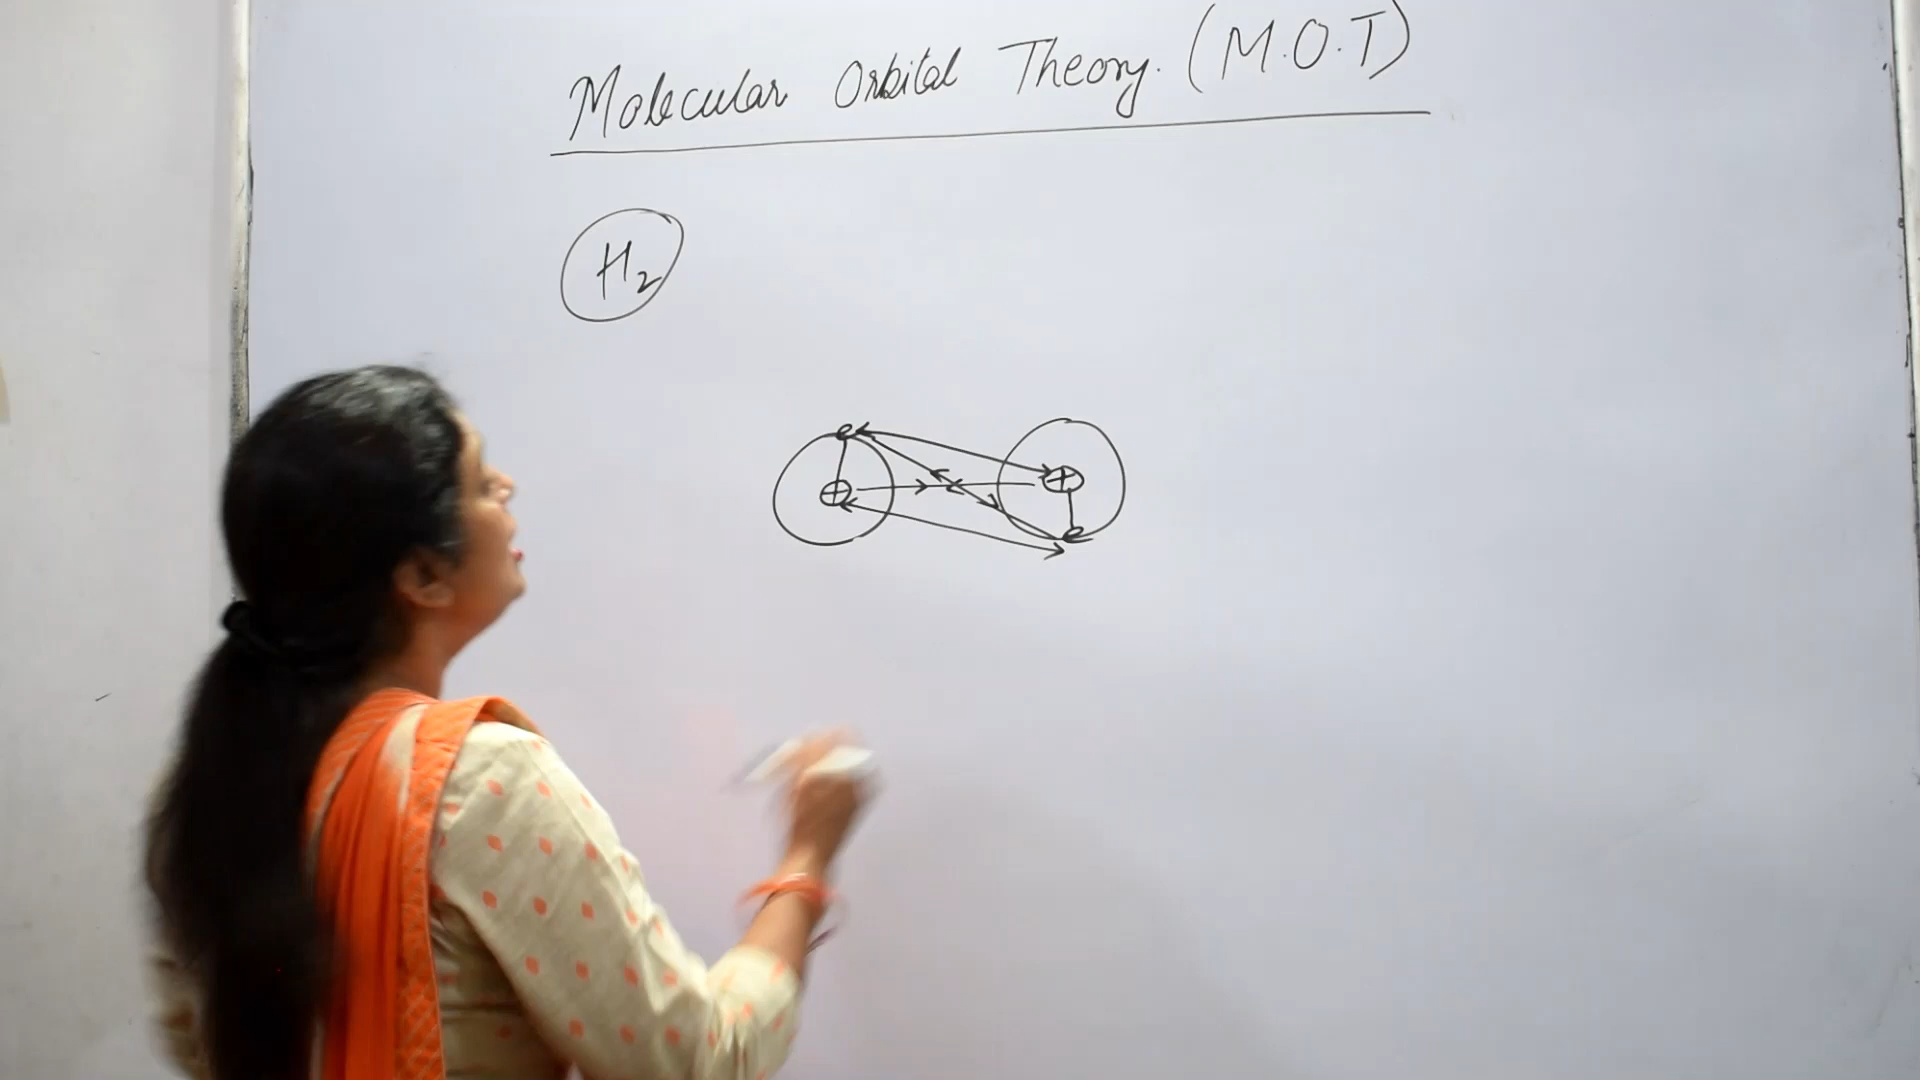 Molecular Orbital Theory. (M.O.T)
H₂
e e
+ +